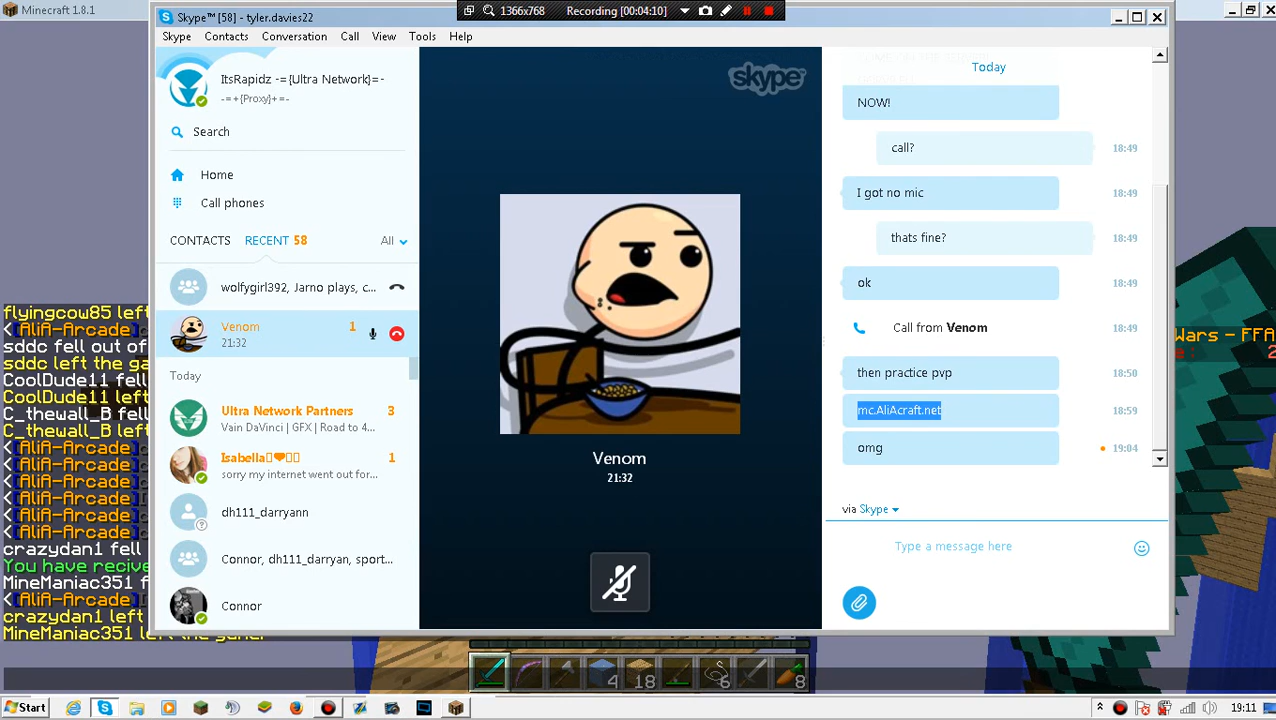 Minecraft 1.8.1
1366x768
Recording [00:04:10]
Skype™ [58] - tyler.davies22
Skype Contacts Conversation Call View Tools Help
ItsRapidz -={Ultra Network}=-
-=+{Proxy}+=-
Search
Home
Call phones
CONTACTS RECENT 58
All
wolfygirl392, Jarno plays, c...
Venom 1
21:32
Today
Ultra Network Partners 3
Vain DaVinci | GFX | Road to 4...
Isabella 1
sorry my internet went out for...
dh111_darryann
Connor, dh111_darryan, sport...
Connor
skype
Venom
21:32
Today
NOW!
call? 18:49
I got no mic 18:49
thats fine? 18:49
ok 18:49
Call from Venom 18:49
then practice pvp 18:50
mc.AliAcraft.net 18:59
omg 19:04
via Skype
Type a message here
flyingcow85 left
<[AliA-Arcade]
sddc fell out of
sddc left the ga
CoolDude11 fell
<[AliA-Arcade]
CoolDude11 left
C_thewall_B fell
<[AliA-Arcade]
C_thewall_B left
<[AliA-Arcade]
<[AliA-Arcade]
<[AliA-Arcade]
<[AliA-Arcade]
crazydan1 fell
You have recive
MineManiac351 f
<[AliA-Arcade]
crazydan1 left
MineManiac351 left the game!
Wars - FFA
2
4 18 6 8
Start
19:11